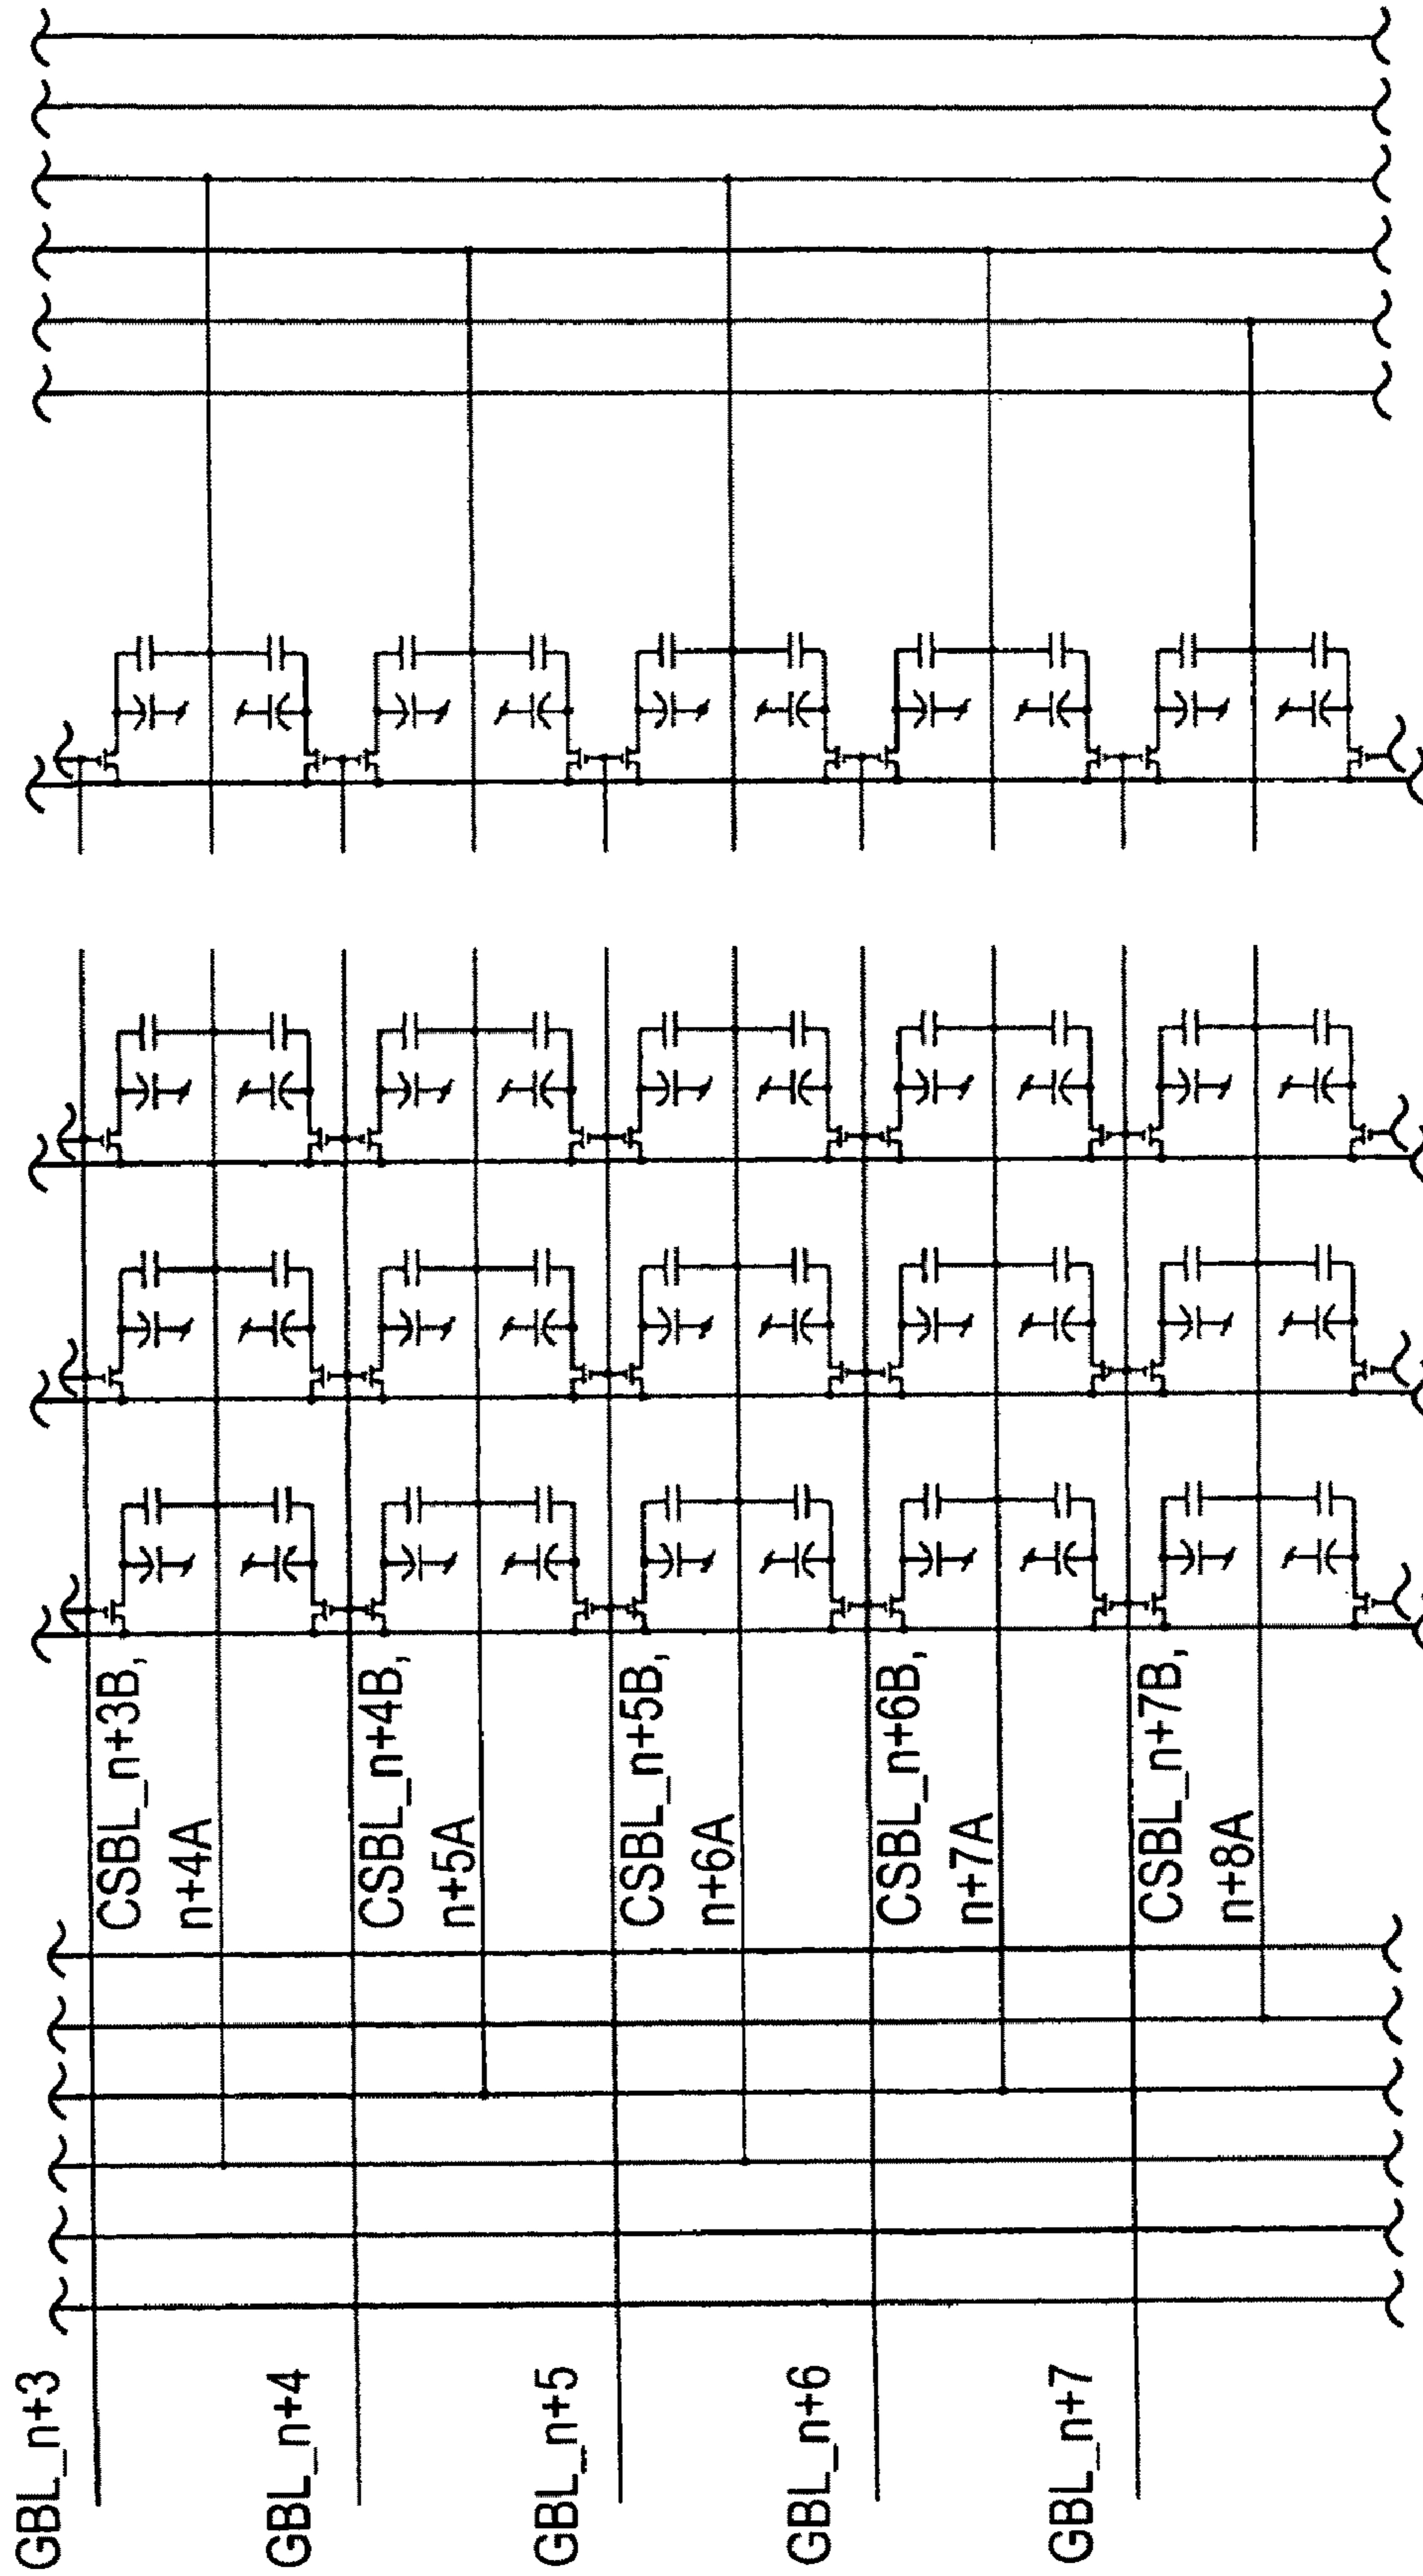 GBL_n+3
GBL_n+4
GBL_n+5
GBL_n+6
GBL_n+7
CSBL_n+3B,
n+4A
CSBL_n+4B,
n+5A
CSBL_n+5B,
n+6A
CSBL_n+6B,
n+7A
CSBL_n+7B,
n+8A